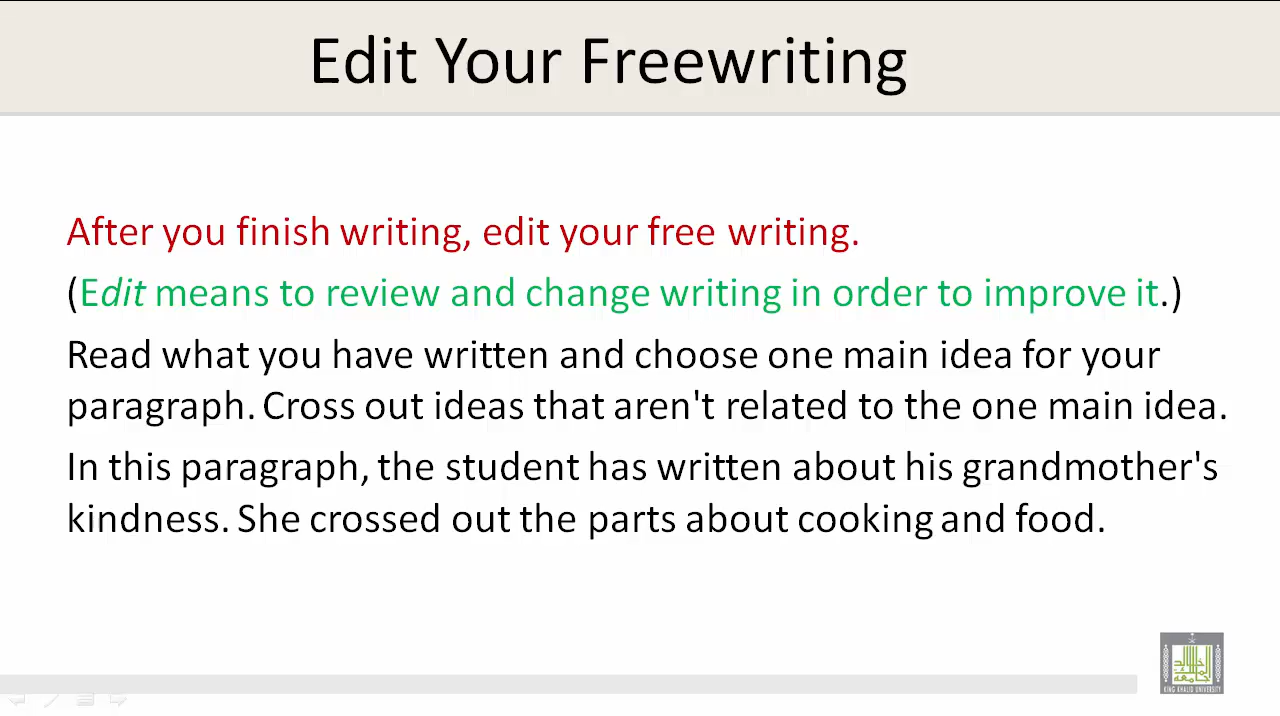 Edit Your Freewriting
After you finish writing, edit your free writing.
(Edit means to review and change writing in order to improve it.)
Read what you have written and choose one main idea for your
paragraph. Cross out ideas that aren't related to the one main idea.
In this paragraph, the student has written about his grandmother's
kindness. She crossed out the parts about cooking and food.
KING KHALID UNIVERSITY